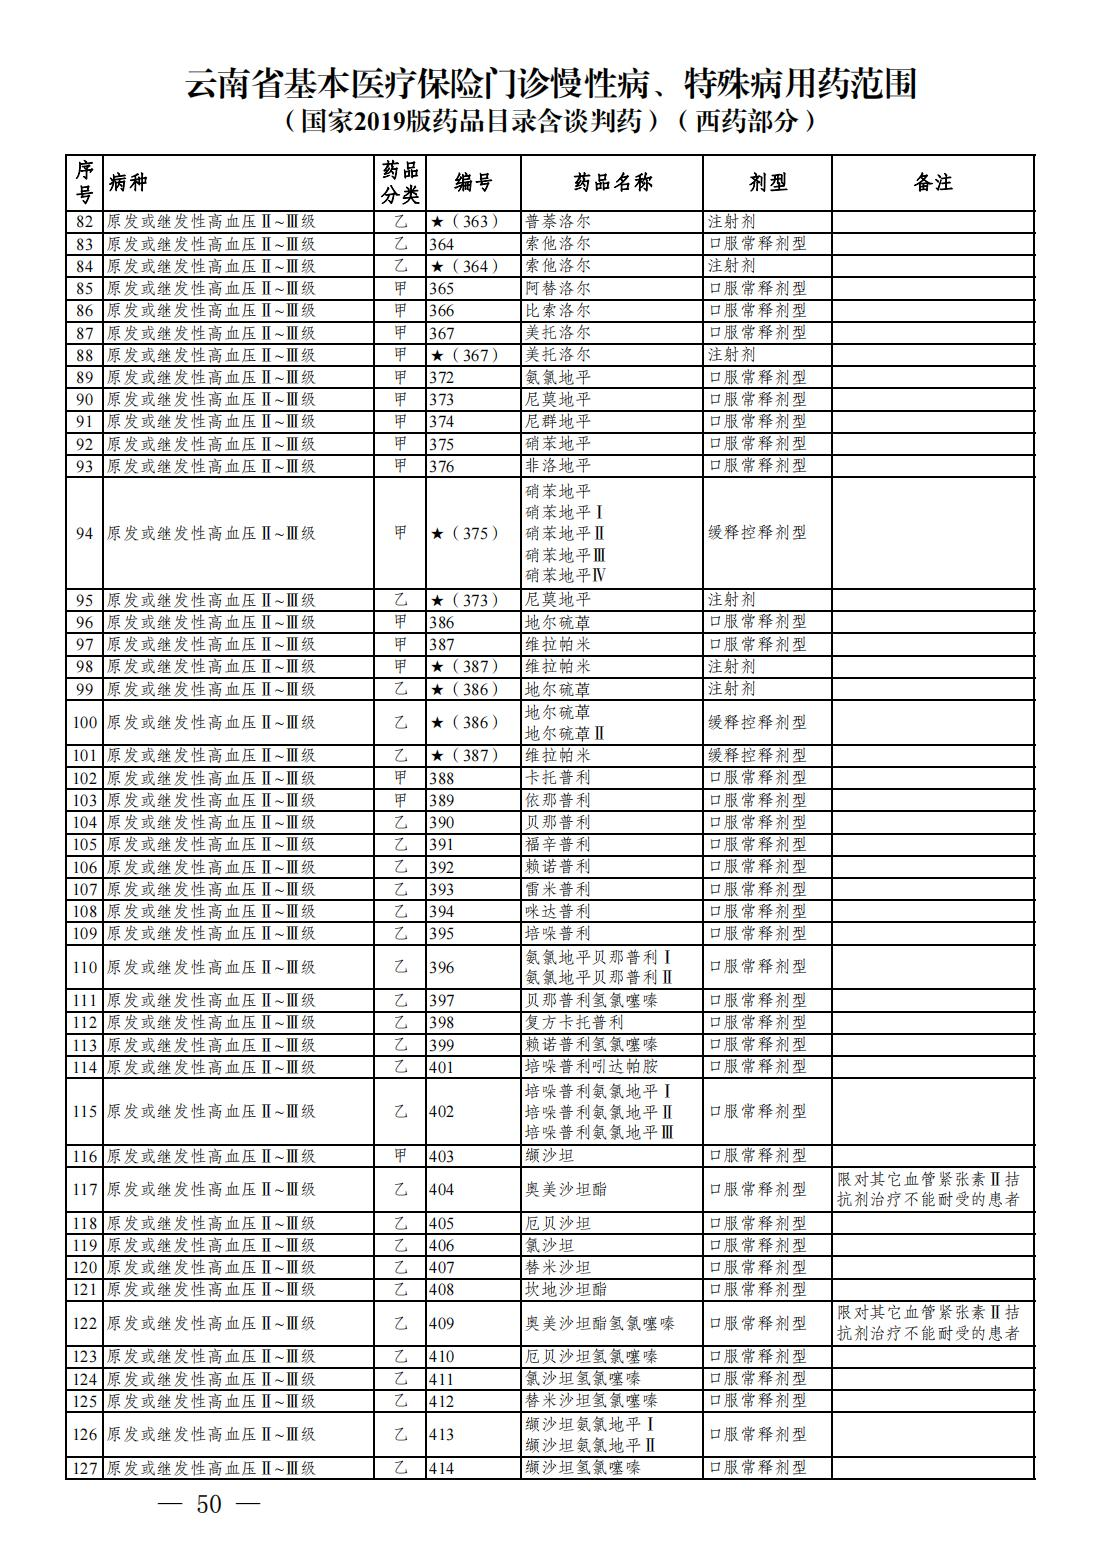 云南省基本医疗保险门诊慢性病、特殊病用药范围
（国家2019版药品目录含谈判药）（西药部分）
序号 病种 药品分类 编号 药品名称 剂型 备注
82 原发或继发性高血压Ⅱ~Ⅲ级 乙 ★（363） 普萘洛尔 注射剂
83 原发或继发性高血压Ⅱ~Ⅲ级 乙 364 索他洛尔 口服常释剂型
84 原发或继发性高血压Ⅱ~Ⅲ级 乙 ★（364） 索他洛尔 注射剂
85 原发或继发性高血压Ⅱ~Ⅲ级 甲 365 阿替洛尔 口服常释剂型
86 原发或继发性高血压Ⅱ~Ⅲ级 甲 366 比索洛尔 口服常释剂型
87 原发或继发性高血压Ⅱ~Ⅲ级 甲 367 美托洛尔 口服常释剂型
88 原发或继发性高血压Ⅱ~Ⅲ级 甲 ★（367） 美托洛尔 注射剂
89 原发或继发性高血压Ⅱ~Ⅲ级 甲 372 氨氯地平 口服常释剂型
90 原发或继发性高血压Ⅱ~Ⅲ级 甲 373 尼莫地平 口服常释剂型
91 原发或继发性高血压Ⅱ~Ⅲ级 甲 374 尼群地平 口服常释剂型
92 原发或继发性高血压Ⅱ~Ⅲ级 甲 375 硝苯地平 口服常释剂型
93 原发或继发性高血压Ⅱ~Ⅲ级 甲 376 非洛地平 口服常释剂型
硝苯地平
硝苯地平Ⅰ
94 原发或继发性高血压Ⅱ~Ⅲ级 甲 ★（375） 硝苯地平Ⅱ 缓释控释剂型
硝苯地平Ⅲ
硝苯地平Ⅳ
95 原发或继发性高血压Ⅱ~Ⅲ级 乙 ★（373） 尼莫地平 注射剂
96 原发或继发性高血压Ⅱ~Ⅲ级 甲 386 地尔硫䓬 口服常释剂型
97 原发或继发性高血压Ⅱ~Ⅲ级 甲 387 维拉帕米 口服常释剂型
98 原发或继发性高血压Ⅱ~Ⅲ级 甲 ★（387） 维拉帕米 注射剂
99 原发或继发性高血压Ⅱ~Ⅲ级 乙 ★（386） 地尔硫䓬 注射剂
100 原发或继发性高血压Ⅱ~Ⅲ级 乙 ★（386） 地尔硫䓬 缓释控释剂型
地尔硫䓬Ⅱ
101 原发或继发性高血压Ⅱ~Ⅲ级 乙 ★（387） 维拉帕米 缓释控释剂型
102 原发或继发性高血压Ⅱ~Ⅲ级 甲 388 卡托普利 口服常释剂型
103 原发或继发性高血压Ⅱ~Ⅲ级 甲 389 依那普利 口服常释剂型
104 原发或继发性高血压Ⅱ~Ⅲ级 乙 390 贝那普利 口服常释剂型
105 原发或继发性高血压Ⅱ~Ⅲ级 乙 391 福辛普利 口服常释剂型
106 原发或继发性高血压Ⅱ~Ⅲ级 乙 392 赖诺普利 口服常释剂型
107 原发或继发性高血压Ⅱ~Ⅲ级 乙 393 雷米普利 口服常释剂型
108 原发或继发性高血压Ⅱ~Ⅲ级 乙 394 咪达普利 口服常释剂型
109 原发或继发性高血压Ⅱ~Ⅲ级 乙 395 培哚普利 口服常释剂型
110 原发或继发性高血压Ⅱ~Ⅲ级 乙 396 氨氯地平贝那普利Ⅰ 口服常释剂型
氨氯地平贝那普利Ⅱ
111 原发或继发性高血压Ⅱ~Ⅲ级 乙 397 贝那普利氢氯噻嗪 口服常释剂型
112 原发或继发性高血压Ⅱ~Ⅲ级 乙 398 复方卡托普利 口服常释剂型
113 原发或继发性高血压Ⅱ~Ⅲ级 乙 399 赖诺普利氢氯噻嗪 口服常释剂型
114 原发或继发性高血压Ⅱ~Ⅲ级 乙 401 培哚普利吲达帕胺 口服常释剂型
培哚普利氨氯地平Ⅰ
115 原发或继发性高血压Ⅱ~Ⅲ级 乙 402 培哚普利氨氯地平Ⅱ 口服常释剂型
培哚普利氨氯地平Ⅲ
116 原发或继发性高血压Ⅱ~Ⅲ级 甲 403 缬沙坦 口服常释剂型
117 原发或继发性高血压Ⅱ~Ⅲ级 乙 404 奥美沙坦酯 口服常释剂型 限对其它血管紧张素Ⅱ拮
抗剂治疗不能耐受的患者
118 原发或继发性高血压Ⅱ~Ⅲ级 乙 405 厄贝沙坦 口服常释剂型
119 原发或继发性高血压Ⅱ~Ⅲ级 乙 406 氯沙坦 口服常释剂型
120 原发或继发性高血压Ⅱ~Ⅲ级 乙 407 替米沙坦 口服常释剂型
121 原发或继发性高血压Ⅱ~Ⅲ级 乙 408 坎地沙坦酯 口服常释剂型
122 原发或继发性高血压Ⅱ~Ⅲ级 乙 409 奥美沙坦酯氢氯噻嗪 口服常释剂型 限对其它血管紧张素Ⅱ拮
抗剂治疗不能耐受的患者
123 原发或继发性高血压Ⅱ~Ⅲ级 乙 410 厄贝沙坦氢氯噻嗪 口服常释剂型
124 原发或继发性高血压Ⅱ~Ⅲ级 乙 411 氯沙坦氢氯噻嗪 口服常释剂型
125 原发或继发性高血压Ⅱ~Ⅲ级 乙 412 替米沙坦氢氯噻嗪 口服常释剂型
126 原发或继发性高血压Ⅱ~Ⅲ级 乙 413 缬沙坦氨氯地平Ⅰ 口服常释剂型
缬沙坦氨氯地平Ⅱ
127 原发或继发性高血压Ⅱ~Ⅲ级 乙 414 缬沙坦氢氯噻嗪 口服常释剂型
— 50 —